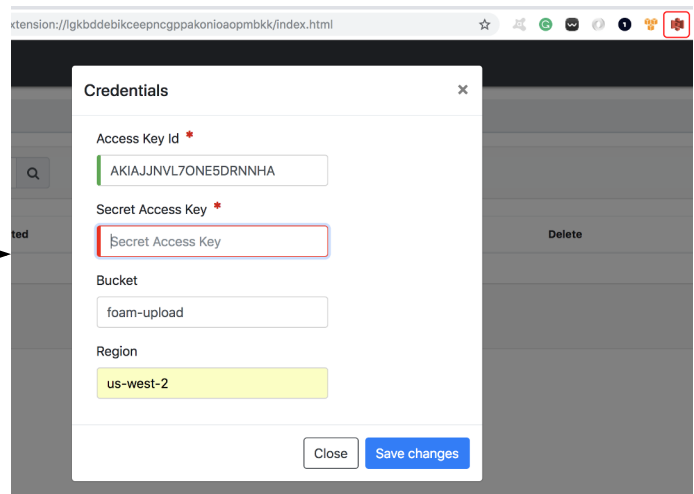 xtension://lgkbddebikceepncgppakonioaopmbkk/index.html
Credentials ×
Access Key Id *
AKIAJJNVL7ONE5DRNNHA
Secret Access Key *
Secret Access Key
ted
Delete
Bucket
foam-upload
Region
us-west-2
Close
Save changes